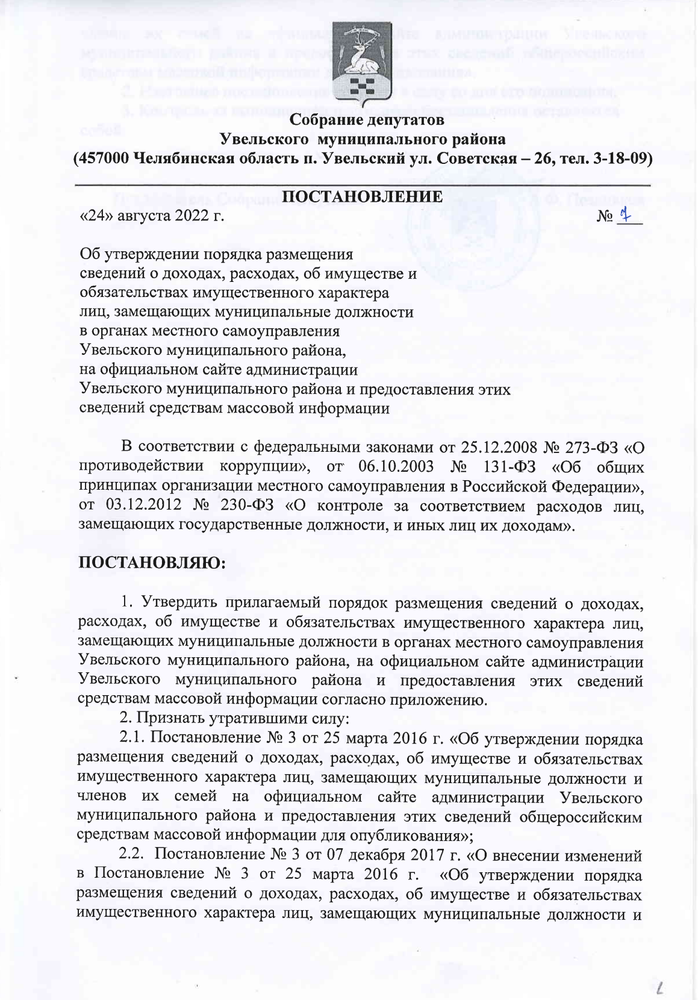 Собрание депутатов
Увельского муниципального района
(457000 Челябинская область п. Увельский ул. Советская – 26, тел. 3-18-09)
ПОСТАНОВЛЕНИЕ
«24» августа 2022 г. № 7
Об утверждении порядка размещения
сведений о доходах, расходах, об имуществе и
обязательствах имущественного характера
лиц, замещающих муниципальные должности
в органах местного самоуправления
Увельского муниципального района,
на официальном сайте администрации
Увельского муниципального района и предоставления этих
сведений средствам массовой информации
В соответствии с федеральными законами от 25.12.2008 № 273-ФЗ «О
противодействии коррупции», от 06.10.2003 № 131-ФЗ «Об общих
принципах организации местного самоуправления в Российской Федерации»,
от 03.12.2012 № 230-ФЗ «О контроле за соответствием расходов лиц,
замещающих государственные должности, и иных лиц их доходам».
ПОСТАНОВЛЯЮ:
1. Утвердить прилагаемый порядок размещения сведений о доходах,
расходах, об имуществе и обязательствах имущественного характера лиц,
замещающих муниципальные должности в органах местного самоуправления
Увельского муниципального района, на официальном сайте администрации
Увельского муниципального района и предоставления этих сведений
средствам массовой информации согласно приложению.
2. Признать утратившими силу:
2.1. Постановление № 3 от 25 марта 2016 г. «Об утверждении порядка
размещения сведений о доходах, расходах, об имуществе и обязательствах
имущественного характера лиц, замещающих муниципальные должности и
членов их семей на официальном сайте администрации Увельского
муниципального района и предоставления этих сведений общероссийским
средствам массовой информации для опубликования»;
2.2. Постановление № 3 от 07 декабря 2017 г. «О внесении изменений
в Постановление № 3 от 25 марта 2016 г. «Об утверждении порядка
размещения сведений о доходах, расходах, об имуществе и обязательствах
имущественного характера лиц, замещающих муниципальные должности и